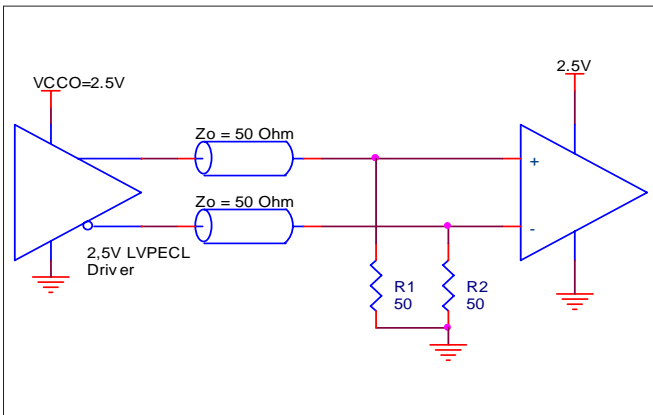 VCCO=2.5V
2.5V
Zo = 50 Ohm
+
Zo = 50 Ohm
-
2,5V LVPECL
Driver
R1
50
R2
50